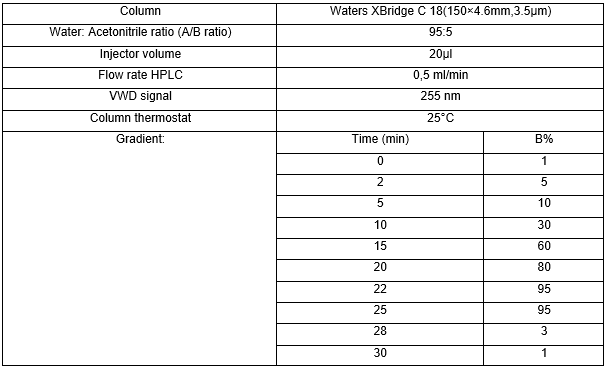 Column Waters XBridge C 18(150×4.6mm,3.5µm)
Water: Acetonitrile ratio (A/B ratio) 95:5
Injector volume 20µl
Flow rate HPLC 0,5 ml/min
VWD signal 255 nm
Column thermostat 25°C
Gradient: Time (min) B%
0 1
2 5
5 10
10 30
15 60
20 80
22 95
25 95
28 3
30 1